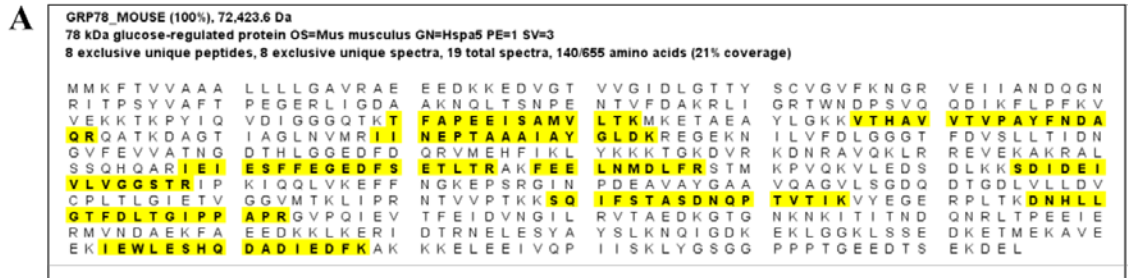 A
GRP78_MOUSE (100%), 72,423.6 Da
78 kDa glucose-regulated protein OS=Mus musculus GN=Hspa5 PE=1 SV=3
8 exclusive unique peptides, 8 exclusive unique spectra, 19 total spectra, 140/655 amino acids (21% coverage)
MMKFTVVAAA LLLLGAVRAE EEDKKEDVGT VVGIDLGTTY SCVGVFKNGR VEIIANDQGN
RITPSYVAFT PEGERLIGDA AKNQLTSNPE NTVFDAKRLI GRTWNDPSVQ QDIKFLPFKV
VEKKTKPYIQ VDIGGGQTKT FAPEEISAMV LTKMKETAEA YLGKKVTHAV VTVPAYFNDA
QRQATKDAGT IAGLNVMRII NEPTAAAIAY GLDKREGEKN ILVFDLGGGT FDVSLLTIDN
GVFEVVATNG DTHLGGEDFD QRVMEHFIKL YKKKTGKDVR KDNRAVQKLR REVEKAKRAL
SSQHQARIEI ESFFEGEDFS ETLTRAKFEE LNMDLFRSTM KPVQKVLEDS DLKKSDIDEI
VLVGGSTRIP KIQQLVKEFF NGKEPSRGIN PDEAVAYGAA VQAGVLSGDQ DTGDLVLLDV
CPLTLGIETV GGVMTKLIPR NTVVPTKKSQ IFSTASDNQP TVTIKVYEGE RPLTKDNHLL
GTFDLTGIPP APRGVPQIEV TFEIDVNGIL RVTAEDKGTG NKNKITITND QNRLTPEEIE
RMVNDAEKFA EEDKKLKERI DTRNELESYA YSLKNQIGDK EKLGGKLSSE DKETMEKAVE
EKIEWLESHQ DADIEDFKAK KKELEEIVQP IISKLYGSGG PPPTGEEDTS EKDEL